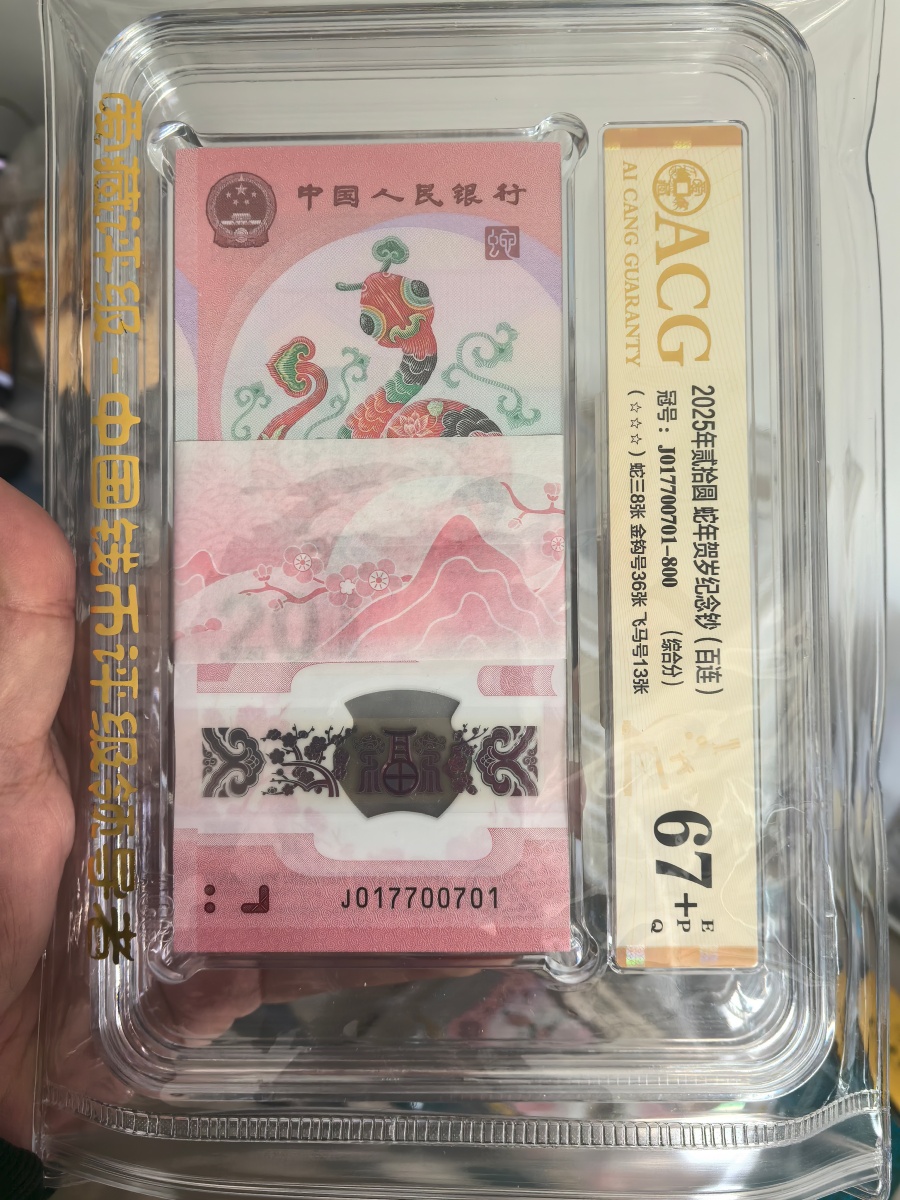 中国人民银行
蛇
J017700701
爱藏评级-中国钱币评级领导者
ACG
AI CANG GUARANTY
2025年贰拾圆 蛇年贺岁纪念钞（百连）
冠号：J017700701-800 （综合分）
（☆☆☆）蛇三8张 金钩号36张 飞马号13张
67+
E
P
Q